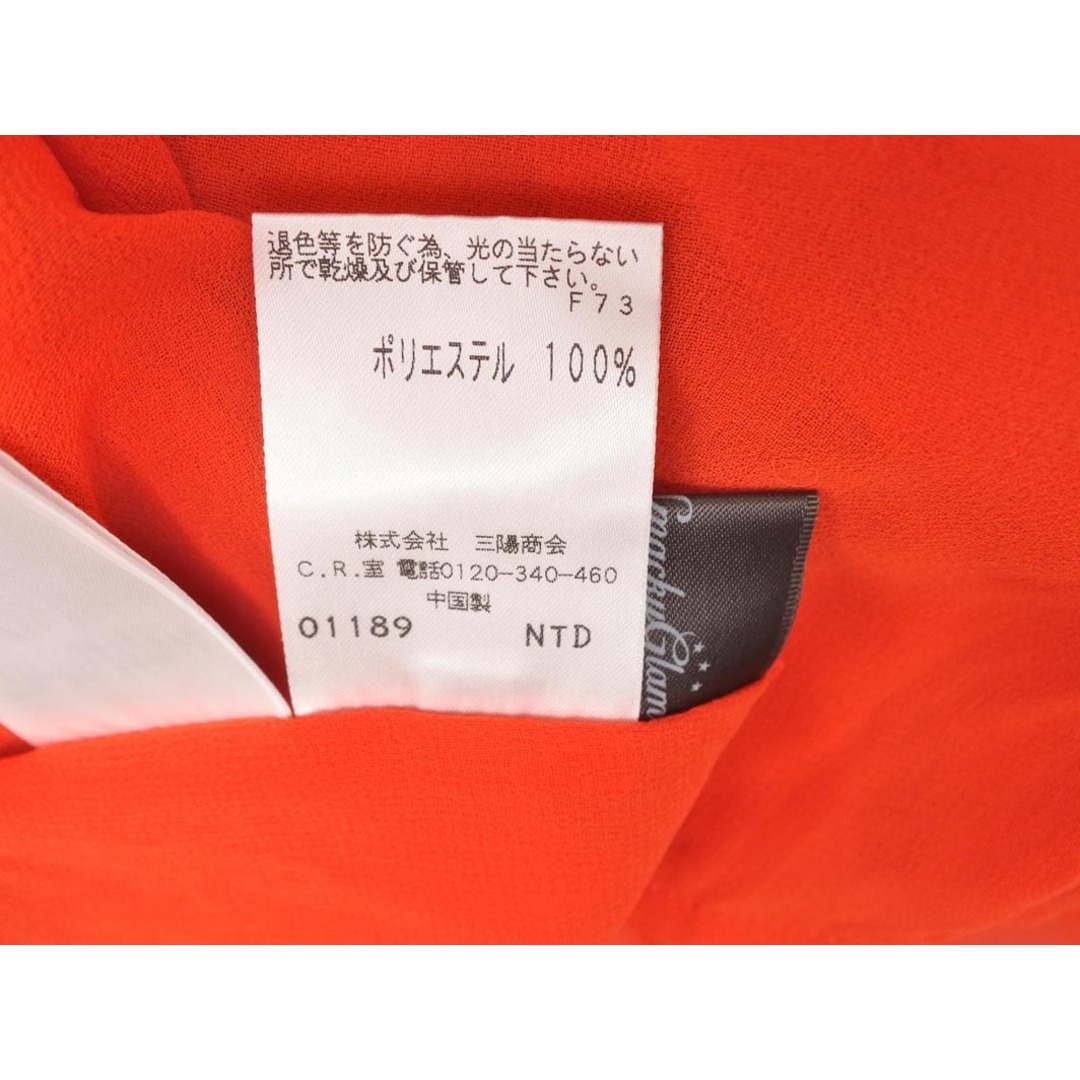 退色等を防ぐ為、光の当たらない
所で乾燥及び保管して下さい。
F73
ポリエステル 100%
株式会社 三陽商会
C.R.室 電話0120-340-460
中国製
01189 NTD
Smacky Glam